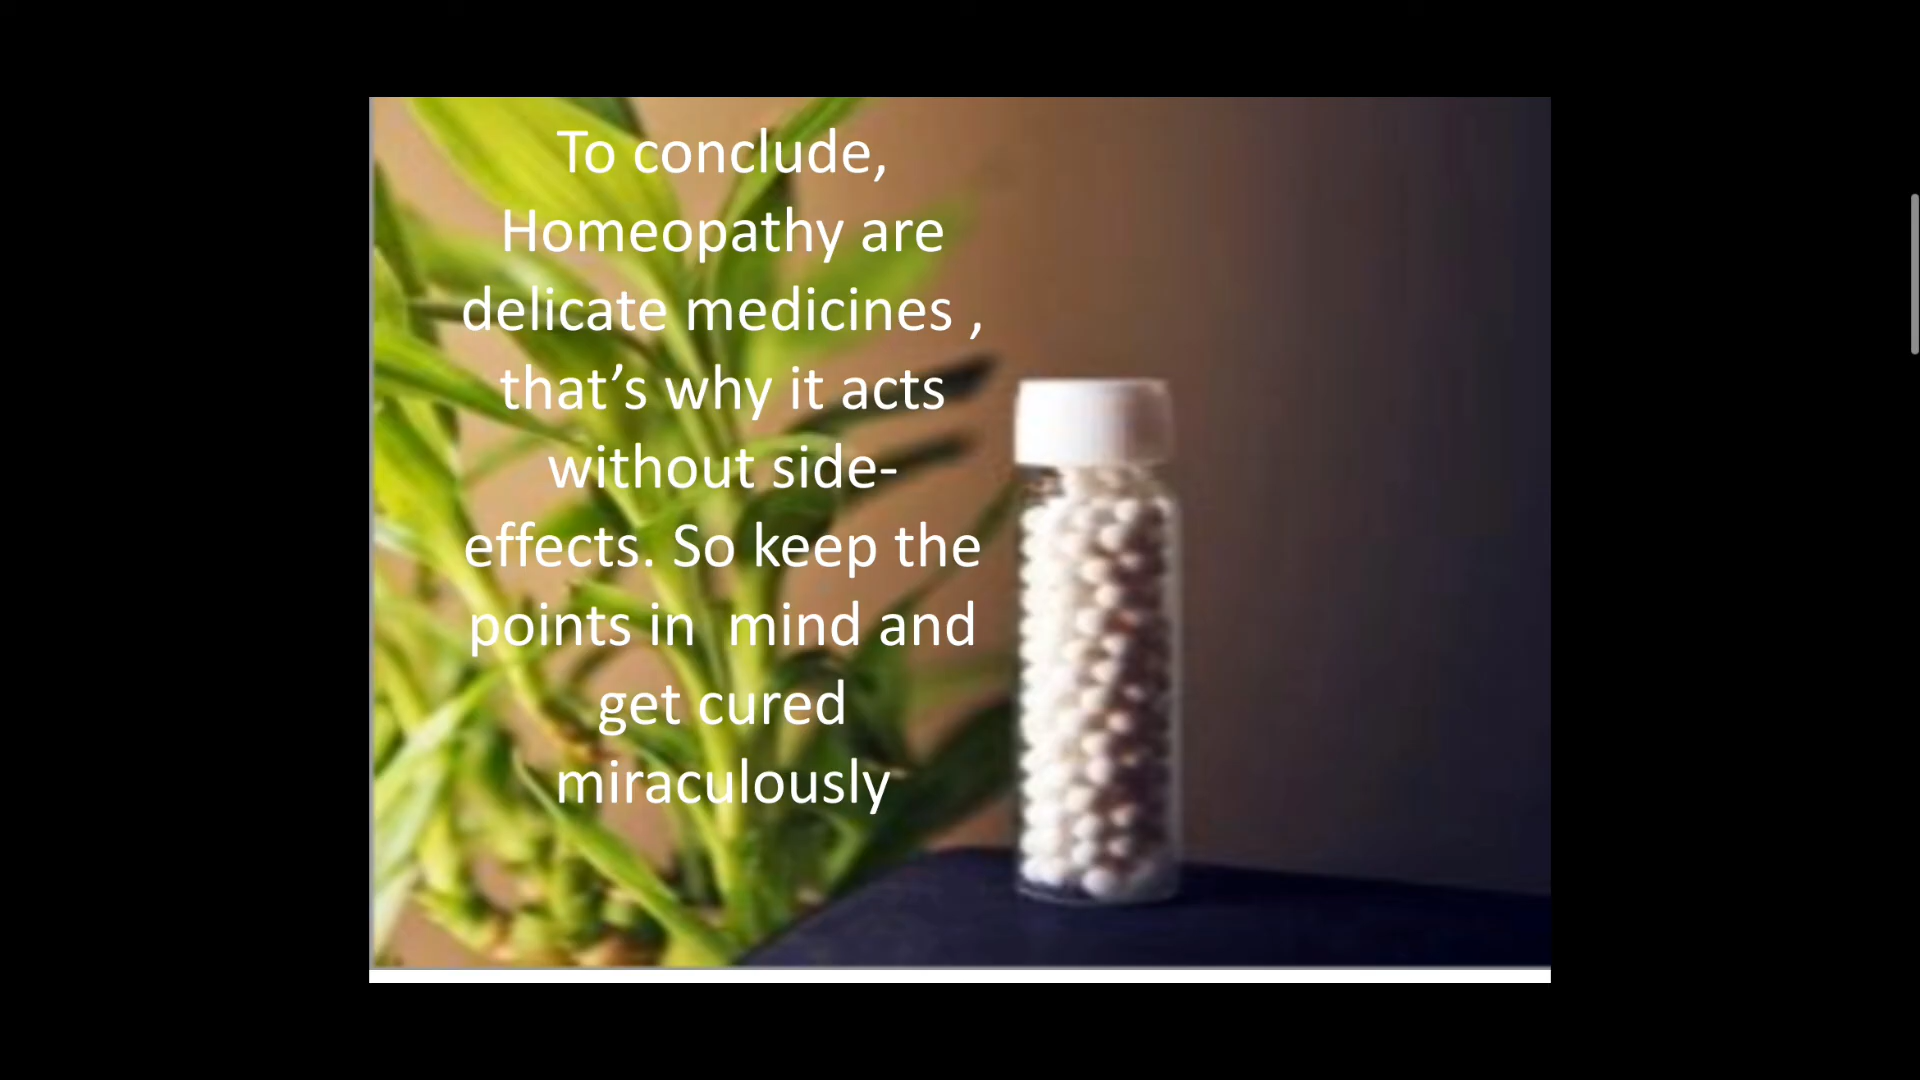 To conclude,
Homeopathy are
delicate medicines ,
that’s why it acts
without side-
effects. So keep the
points in  mind and
get cured
miraculously